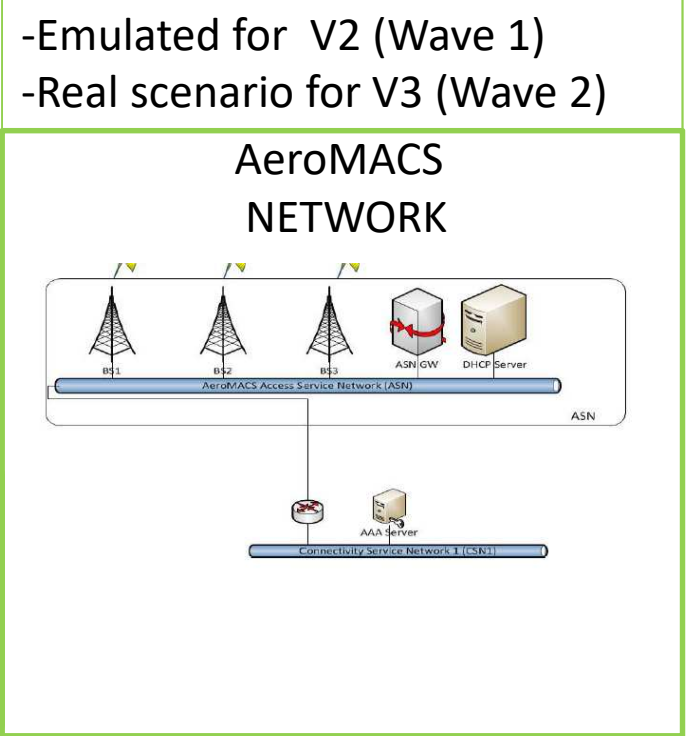 -Emulated for V2 (Wave 1)
-Real scenario for V3 (Wave 2)
AeroMACS
NETWORK
BS1
BS2
BS3
ASN GW
DHCP Server
AeroMACS Access Service Network (ASN)
ASN
AAA Server
Connectivity Service Network 1 (CSN1)